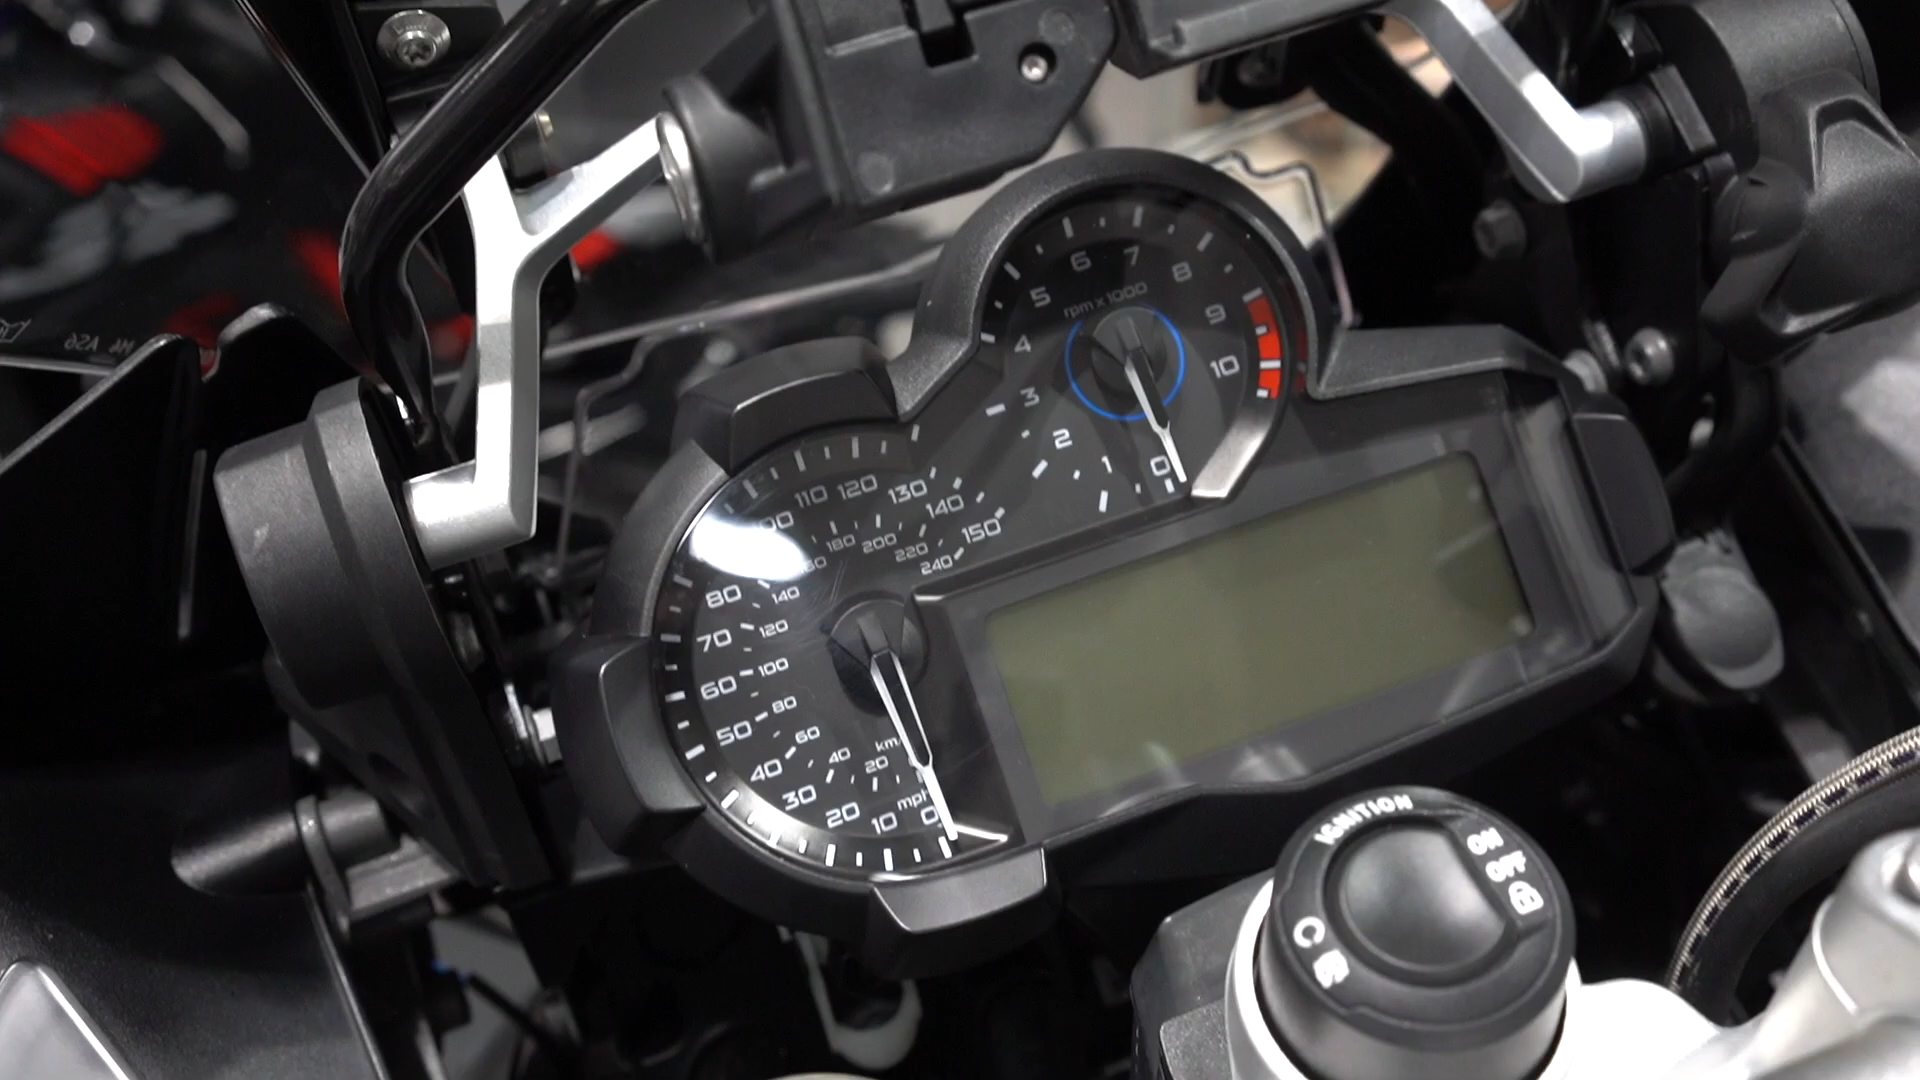 5 6 7 8 9 10
rpm x 1000
4 3 2 1 0
110 120 130 140 150
80 70 60 50 40 30 20 10 0
mph
180 200 220 240
140 120 100 80 60 40 20
IGNITION
ON
OFF